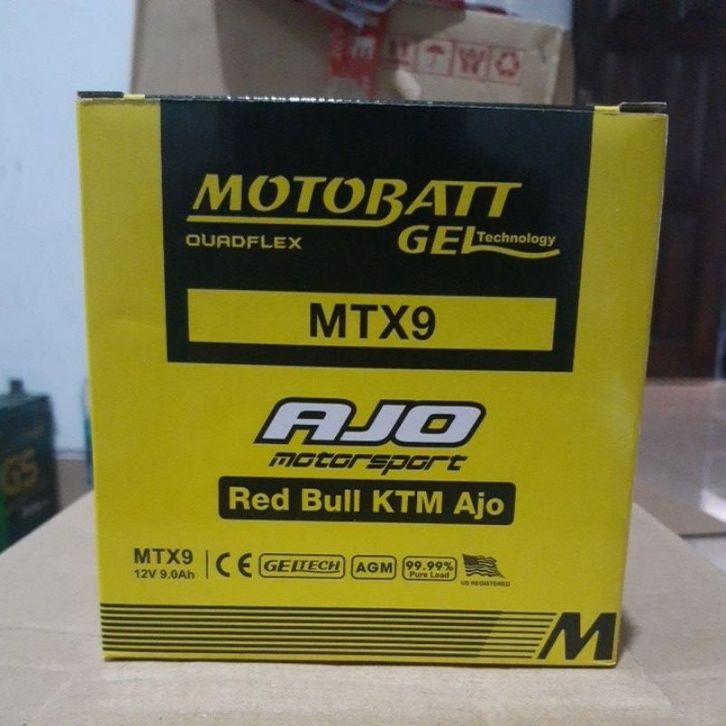 MOTOBATT
QUADFLEX
GEL Technology
MTX9
AJO
motorsport
Red Bull KTM Ajo
MTX9
12V 9.0Ah
CE
GELTECH
AGM
99.99%
Pure Lead
US REGISTERED
M
GS